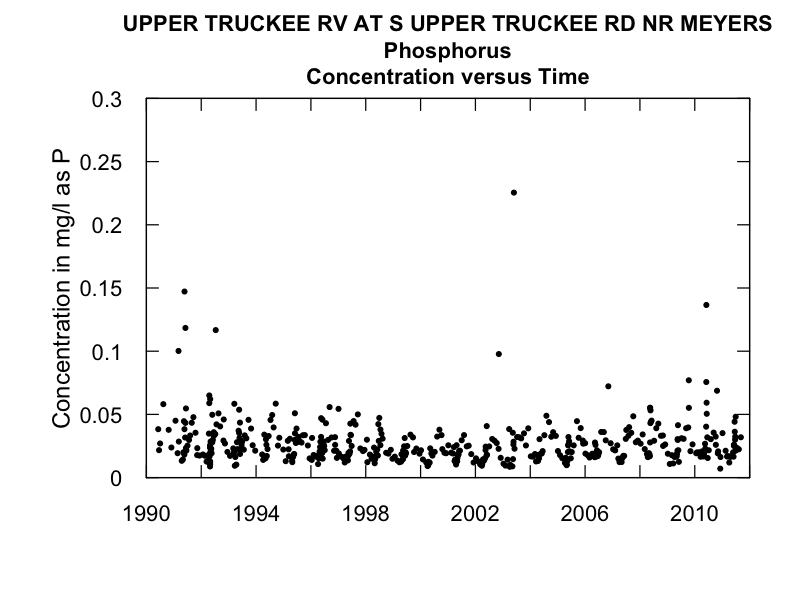 UPPER TRUCKEE RV AT S UPPER TRUCKEE RD NR MEYERS
Phosphorus
Concentration versus Time
Concentration in mg/l as P
0.3
0.25
0.2
0.15
0.1
0.05
0
1990 1994 1998 2002 2006 2010